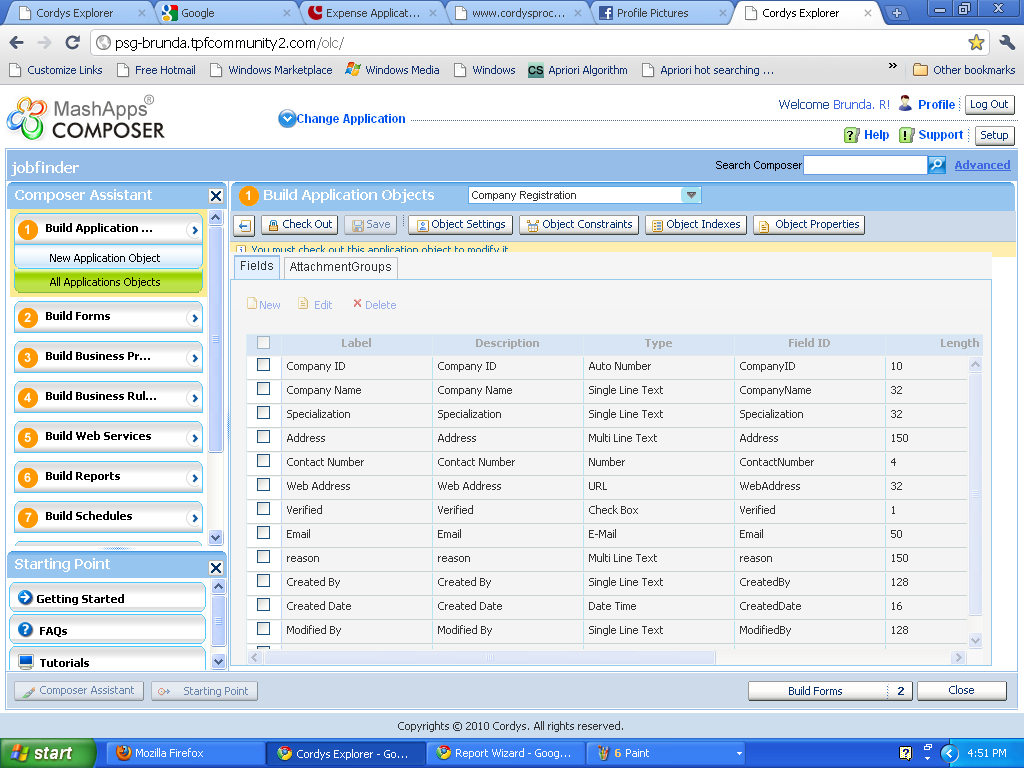 Cordys Explorer
Google
Expense Applicat...
www.cordysproc...
Profile Pictures
Cordys Explorer
psg-brunda.tpfcommunity2.com/olc/
Customize Links
Free Hotmail
Windows Marketplace
Windows Media
Windows
CS Apriori Algorithm
Apriori hot searching ...
»
Other bookmarks
MashApps®
COMPOSER
Change Application
Welcome Brunda. R!
Profile
Log Out
Help
Support
Setup
jobfinder
Search Composer
Advanced
Composer Assistant
1 Build Application ...
New Application Object
All Applications Objects
2 Build Forms
3 Build Business Pr...
4 Build Business Rul...
5 Build Web Services
6 Build Reports
7 Build Schedules
Starting Point
Getting Started
FAQs
Tutorials
1 Build Application Objects
Company Registration
Check Out
Save
Object Settings
Object Constraints
Object Indexes
Object Properties
You must check out this application object to modify it
Fields
AttachmentGroups
New
Edit
Delete
Label Description Type Field ID Length
Company ID Company ID Auto Number CompanyID 10
Company Name Company Name Single Line Text CompanyName 32
Specialization Specialization Single Line Text Specialization 32
Address Address Multi Line Text Address 150
Contact Number Contact Number Number ContactNumber 4
Web Address Web Address URL WebAddress 32
Verified Verified Check Box Verified 1
Email Email E-Mail Email 50
reason reason Multi Line Text reason 150
Created By Created By Single Line Text CreatedBy 128
Created Date Created Date Date Time CreatedDate 16
Modified By Modified By Single Line Text ModifiedBy 128
Composer Assistant
Starting Point
Build Forms 2
Close
Copyrights © 2010 Cordys. All rights reserved.
start
Mozilla Firefox
Cordys Explorer - Go...
Report Wizard - Goog...
6 Paint
4:51 PM